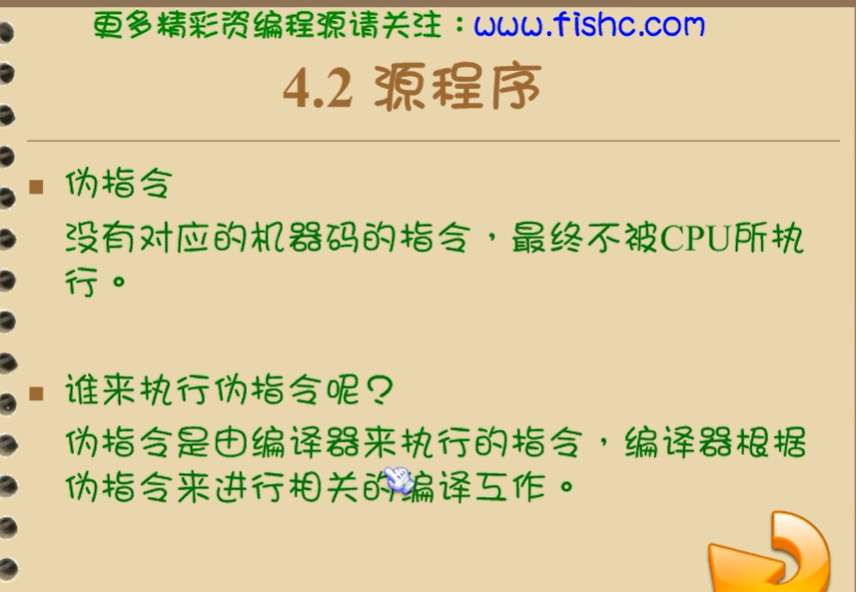 更多精彩资编程源请关注：www.fishc.com
4.2 源程序
■ 伪指令
没有对应的机器码的指令，最终不被CPU所执
行。
■ 谁来执行伪指令呢？
伪指令是由编译器来执行的指令，编译器根据
伪指令来进行相关的编译工作。